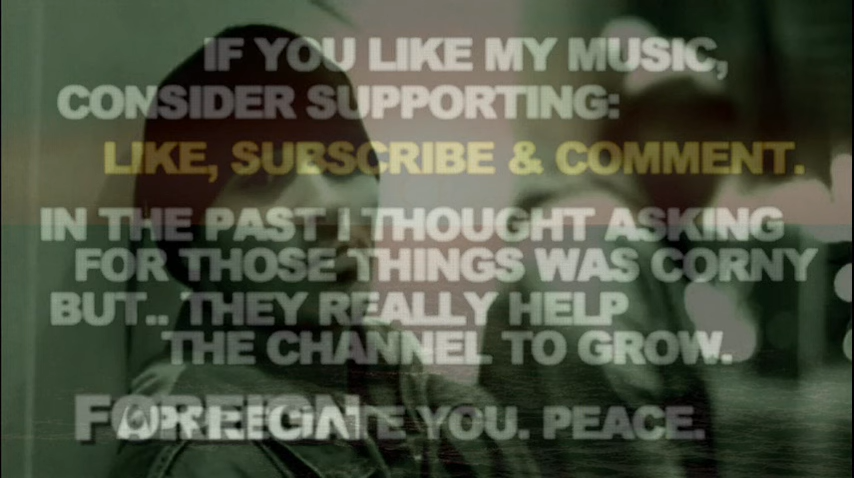 IF YOU LIKE MY MUSIC,
CONSIDER SUPPORTING:
LIKE, SUBSCRIBE & COMMENT.
IN THE PAST I THOUGHT ASKING
FOR THOSE THINGS WAS CORNY
BUT.. THEY REALLY HELP
THE CHANNEL TO GROW.
FOREIGN
APPRECIATE YOU. PEACE.